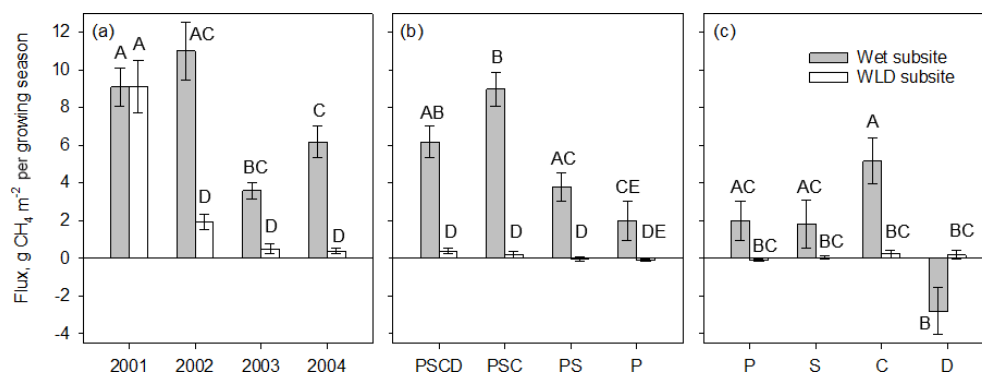 Flux, g CH₄ m⁻² per growing season
12
10
8
6
4
2
0
-2
-4
(a)
A A AC
D
BC
D
C
D
2001 2002 2003 2004
(b)
AB
D
B
D
AC
D
CE
DE
PSCD PSC PS P
(c)
Wet subsite
WLD subsite
AC
BC
AC
BC
A
BC
B
BC
P S C D